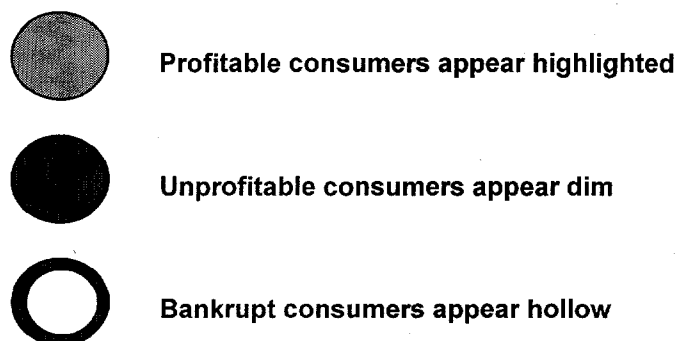 Profitable consumers appear highlighted
Unprofitable consumers appear dim
Bankrupt consumers appear hollow